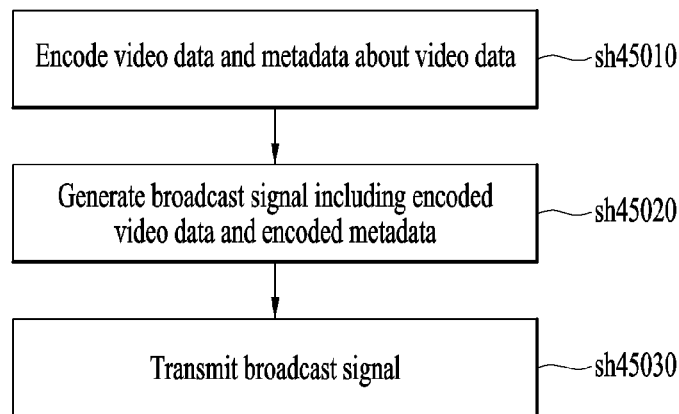 Encode video data and metadata about video data
sh45010
Generate broadcast signal including encoded
video data and encoded metadata
sh45020
Transmit broadcast signal
sh45030